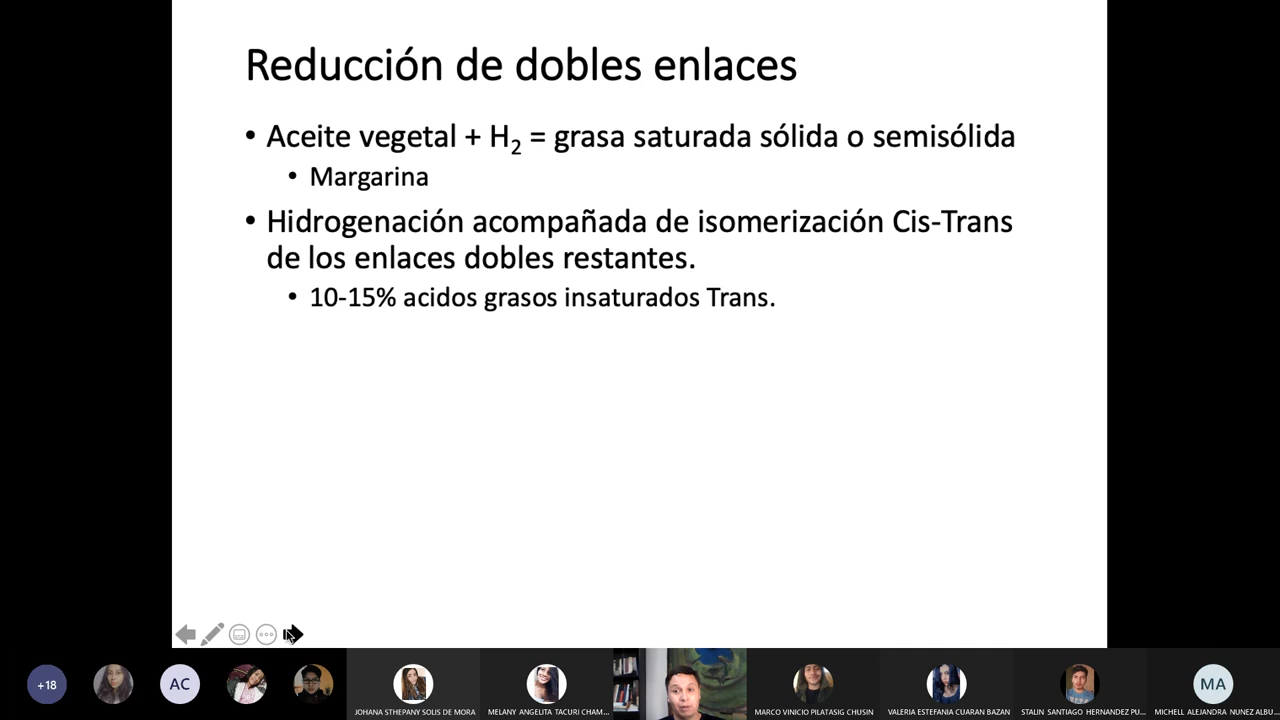 Reducción de dobles enlaces
• Aceite vegetal + H₂ = grasa saturada sólida o semisólida
• Margarina
• Hidrogenación acompañada de isomerización Cis-Trans
de los enlaces dobles restantes.
• 10-15% acidos grasos insaturados Trans.
+18
AC
MA
JOHANA STHEPANY SOLIS DE MORA
MELANY ANGELITA TACURI CHAM...
MARCO VINICIO PILATASIG CHUSIN
VALERIA ESTEFANIA CUARAN BAZAN
STALIN SANTIAGO HERNANDEZ PU...
MICHELL ALEJANDRA NUNEZ ALBU...